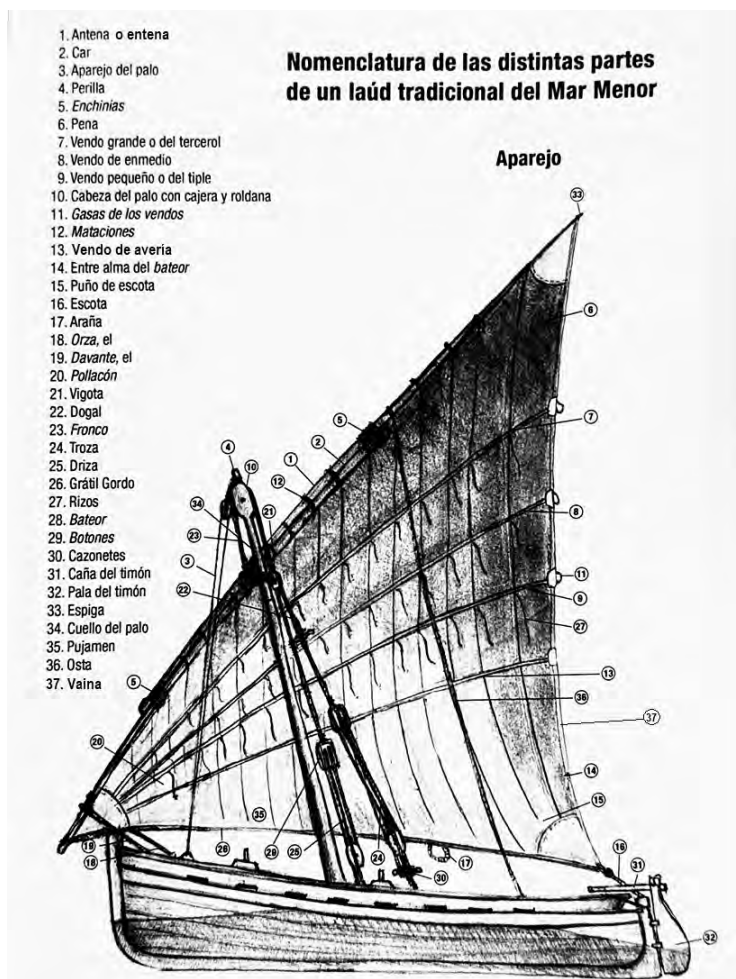 1. Antena o entena
2. Car
3. Aparejo del palo
4. Perilla
5. Enchinias
6. Pena
7. Vendo grande o del tercerol
8. Vendo de enmedio
9. Vendo pequeño o del tiple
10. Cabeza del palo con cajera y roldana
11. Gasas de los vendos
12. Mataciones
13. Vendo de averia
14. Entre alma del bateor
15. Puño de escota
16. Escota
17. Araña
18. Orza, el
19. Davante, el
20. Pollacón
21. Vigota
22. Dogal
23. Fronco
24. Troza
25. Driza
26. Grátil Gordo
27. Rizos
28. Bateor
29. Botones
30. Cazonetes
31. Caña del timón
32. Pala del timón
33. Espiga
34. Cuello del palo
35. Pujamen
36. Osta
37. Vaina
Nomenclatura de las distintas partes
de un laúd tradicional del Mar Menor
Aparejo
33
6
7
5
2
4
1
10
12
8
34
21
23
11
3
9
22
27
13
5
36
37
20
14
35
15
19
28
29
25
24
17
18
16
31
30
32